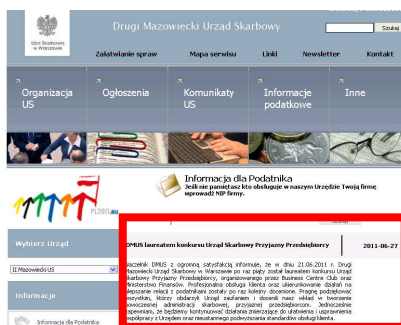 Drugi Mazowiecki Urząd Skarbowy
Szukaj
Izba Skarbowa
w Warszawie
Załatwianie spraw
Mapa serwisu
Linki
Newsletter
Kontakt
Organizacja
US
Ogłoszenia
Komunikaty
US
Informacje
podatkowe
Inne
Informacja dla Podatnika
Jeśli nie pamiętasz kto obsługuje w naszym Urzędzie Twoją firmę
wprowadź NIP firmy.
PL2011.eu
Wybierz Urząd
DMUS laureatem konkursu Urząd Skarbowy Przyjazny Przedsiębiorcy
2011-06-27
II Mazowiecki US
Naczelnik DMUS z ogromną satysfakcją informuje, że w dniu 21.06.2011 r. Drugi
Mazowiecki Urząd Skarbowy w Warszawie po raz piąty został laureatem konkursu Urząd
Skarbowy Przyjazny Przedsiębiorcy, organizowanego przez Business Centre Club oraz
Ministerstwo Finansów. Profesjonalna obsługa klienta oraz ukierunkowanie działań na
ulepszanie relacji z podatnikami zostały po raz kolejny docenione. Pragnę podziękować
wszystkim, którzy obdarzyli Urząd zaufaniem i docenili nasz wkład w tworzenie
nowoczesnej administracji skarbowej, przyjaznej przedsiębiorcom. Jednocześnie
zapewniam, że będziemy kontynuować działania zmierzające do ułatwienia i usprawnienia
współpracy z Urzędem oraz nieustannego podwyższania standardów obsługi klienta.
Informacje
Informacja dla Podatnika